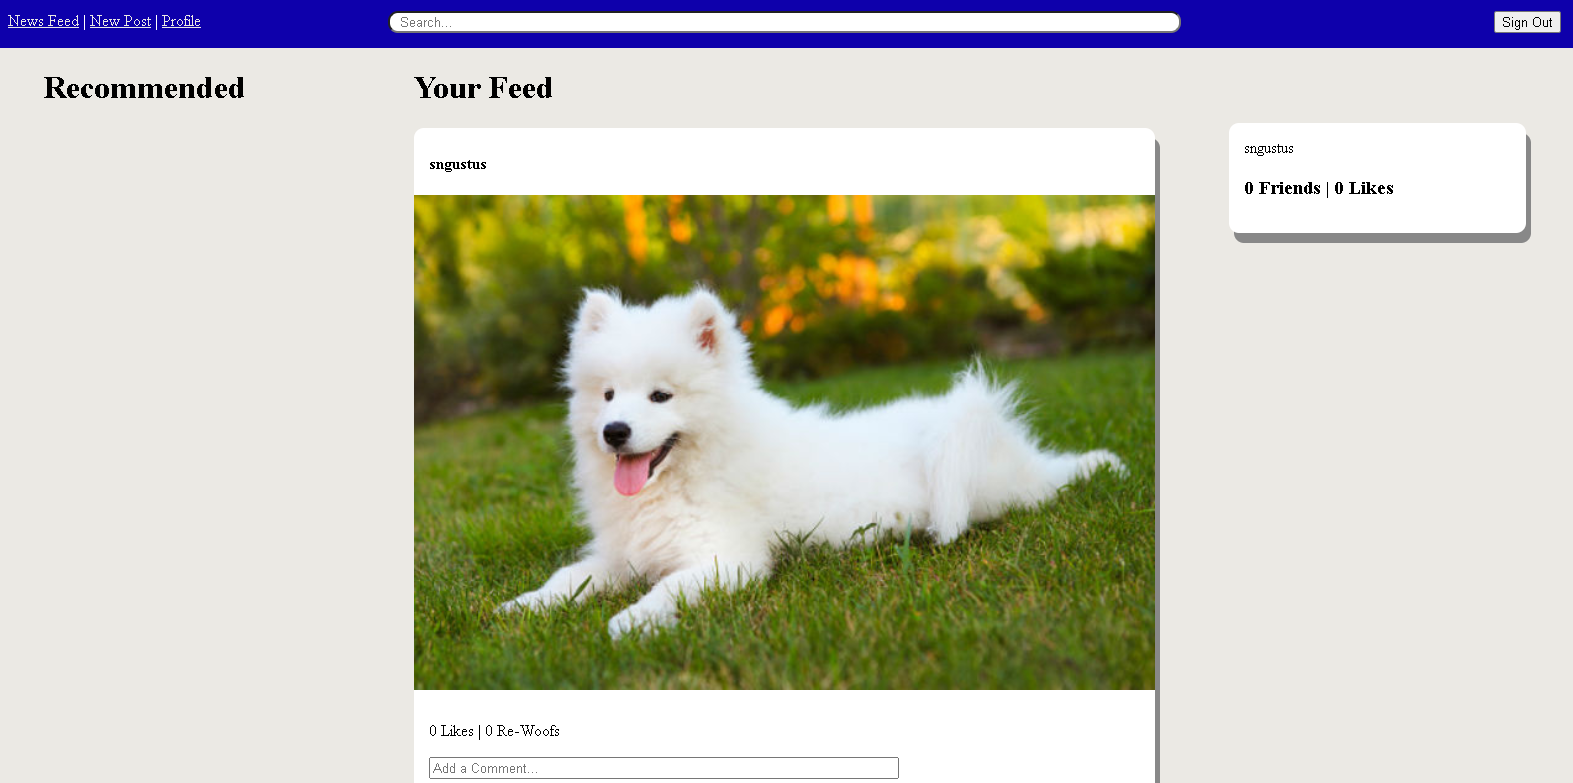 News Feed | New Post | Profile
Search...
Sign Out
Recommended
Your Feed
sngustus
0 Likes | 0 Re-Woofs
Add a Comment...
sngustus
0 Friends | 0 Likes